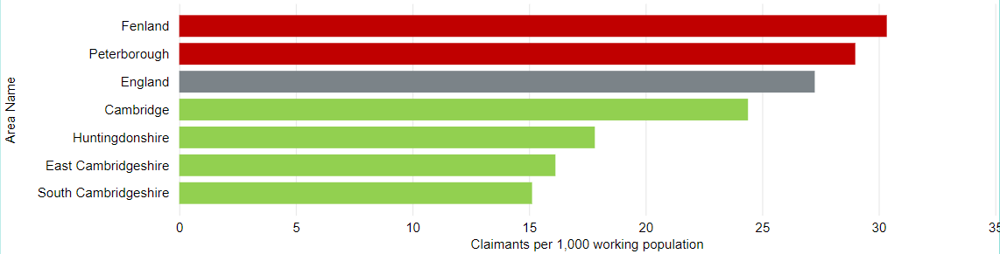 Area Name
Fenland
Peterborough
England
Cambridge
Huntingdonshire
East Cambridgeshire
South Cambridgeshire
0 5 10 15 20 25 30 35
Claimants per 1,000 working population